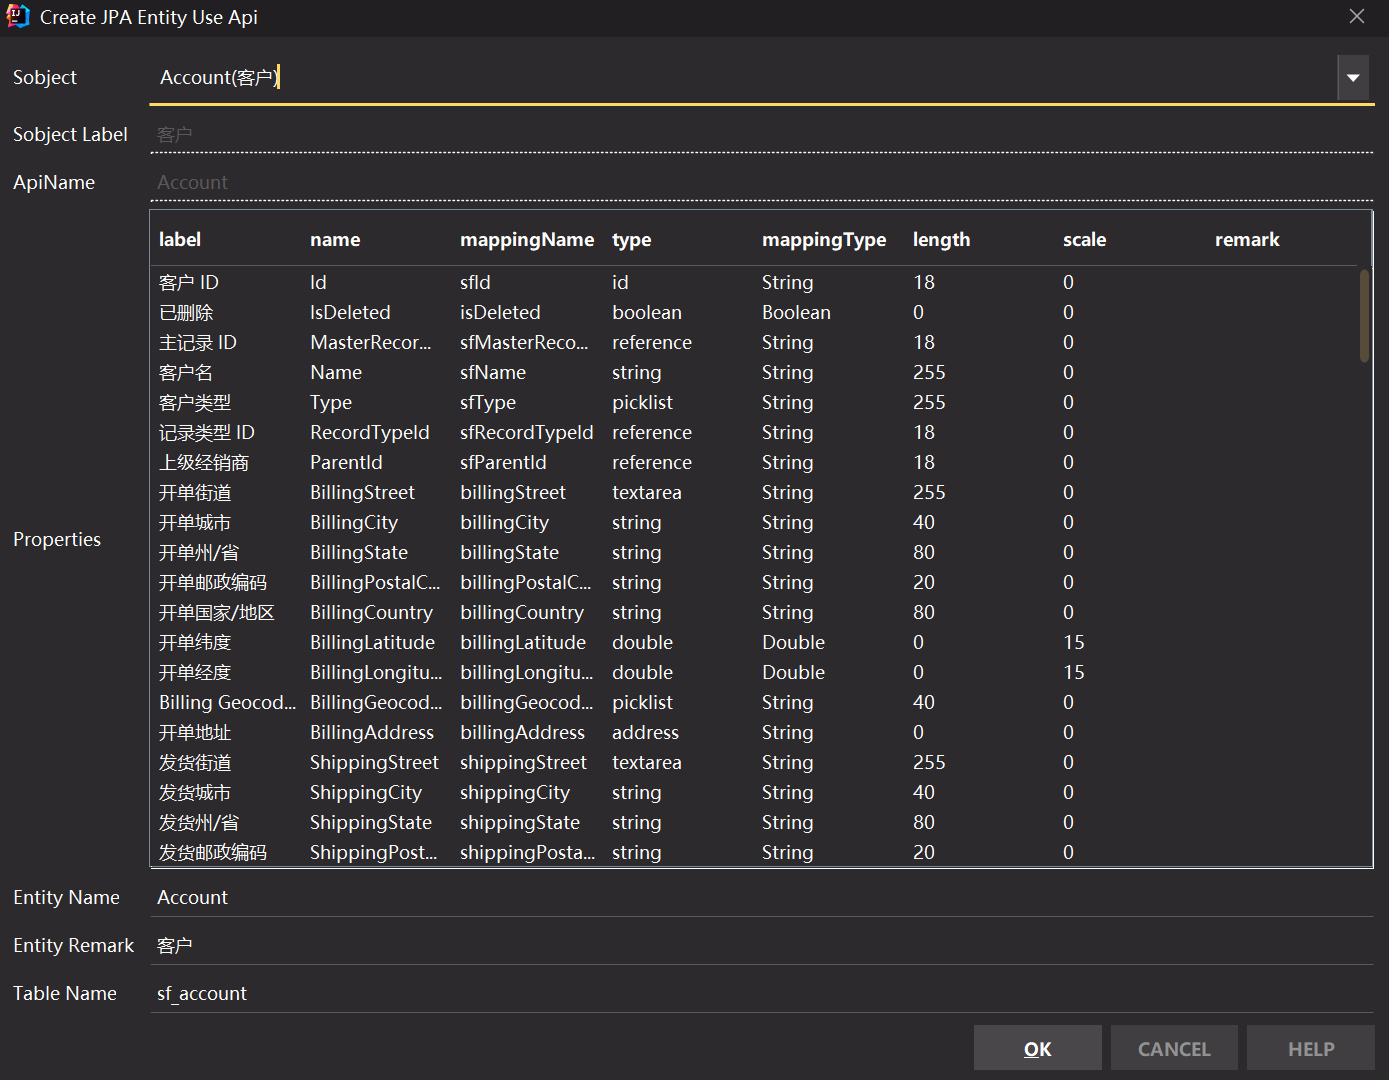 Create JPA Entity Use Api
Sobject Account(客户)
Sobject Label 客户
ApiName Account
label name mappingName type mappingType length scale remark
客户 ID Id sfId id String 18 0
已删除 IsDeleted isDeleted boolean Boolean 0 0
主记录 ID MasterRecor... sfMasterReco... reference String 18 0
客户名 Name sfName string String 255 0
客户类型 Type sfType picklist String 255 0
记录类型 ID RecordTypeId sfRecordTypeId reference String 18 0
上级经销商 ParentId sfParentId reference String 18 0
开单街道 BillingStreet billingStreet textarea String 255 0
开单城市 BillingCity billingCity string String 40 0
Properties
开单州/省 BillingState billingState string String 80 0
开单邮政编码 BillingPostalC... billingPostalC... string String 20 0
开单国家/地区 BillingCountry billingCountry string String 80 0
开单纬度 BillingLatitude billingLatitude double Double 0 15
开单经度 BillingLongitu... billingLongitu... double Double 0 15
Billing Geocod... BillingGeocod... billingGeocod... picklist String 40 0
开单地址 BillingAddress billingAddress address String 0 0
发货街道 ShippingStreet shippingStreet textarea String 255 0
发货城市 ShippingCity shippingCity string String 40 0
发货州/省 ShippingState shippingState string String 80 0
发货邮政编码 ShippingPost... shippingPosta... string String 20 0
Entity Name Account
Entity Remark 客户
Table Name sf_account
OK CANCEL HELP